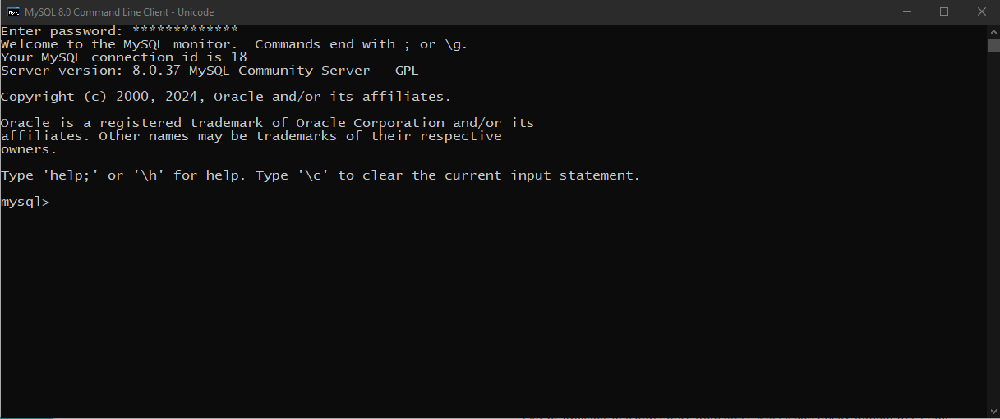 MySQL 8.0 Command Line Client - Unicode
Enter password: *************
Welcome to the MySQL monitor.  Commands end with ; or \g.
Your MySQL connection id is 18
Server version: 8.0.37 MySQL Community Server - GPL
Copyright (c) 2000, 2024, Oracle and/or its affiliates.
Oracle is a registered trademark of Oracle Corporation and/or its
affiliates. Other names may be trademarks of their respective
owners.
Type 'help;' or '\h' for help. Type '\c' to clear the current input statement.
mysql>